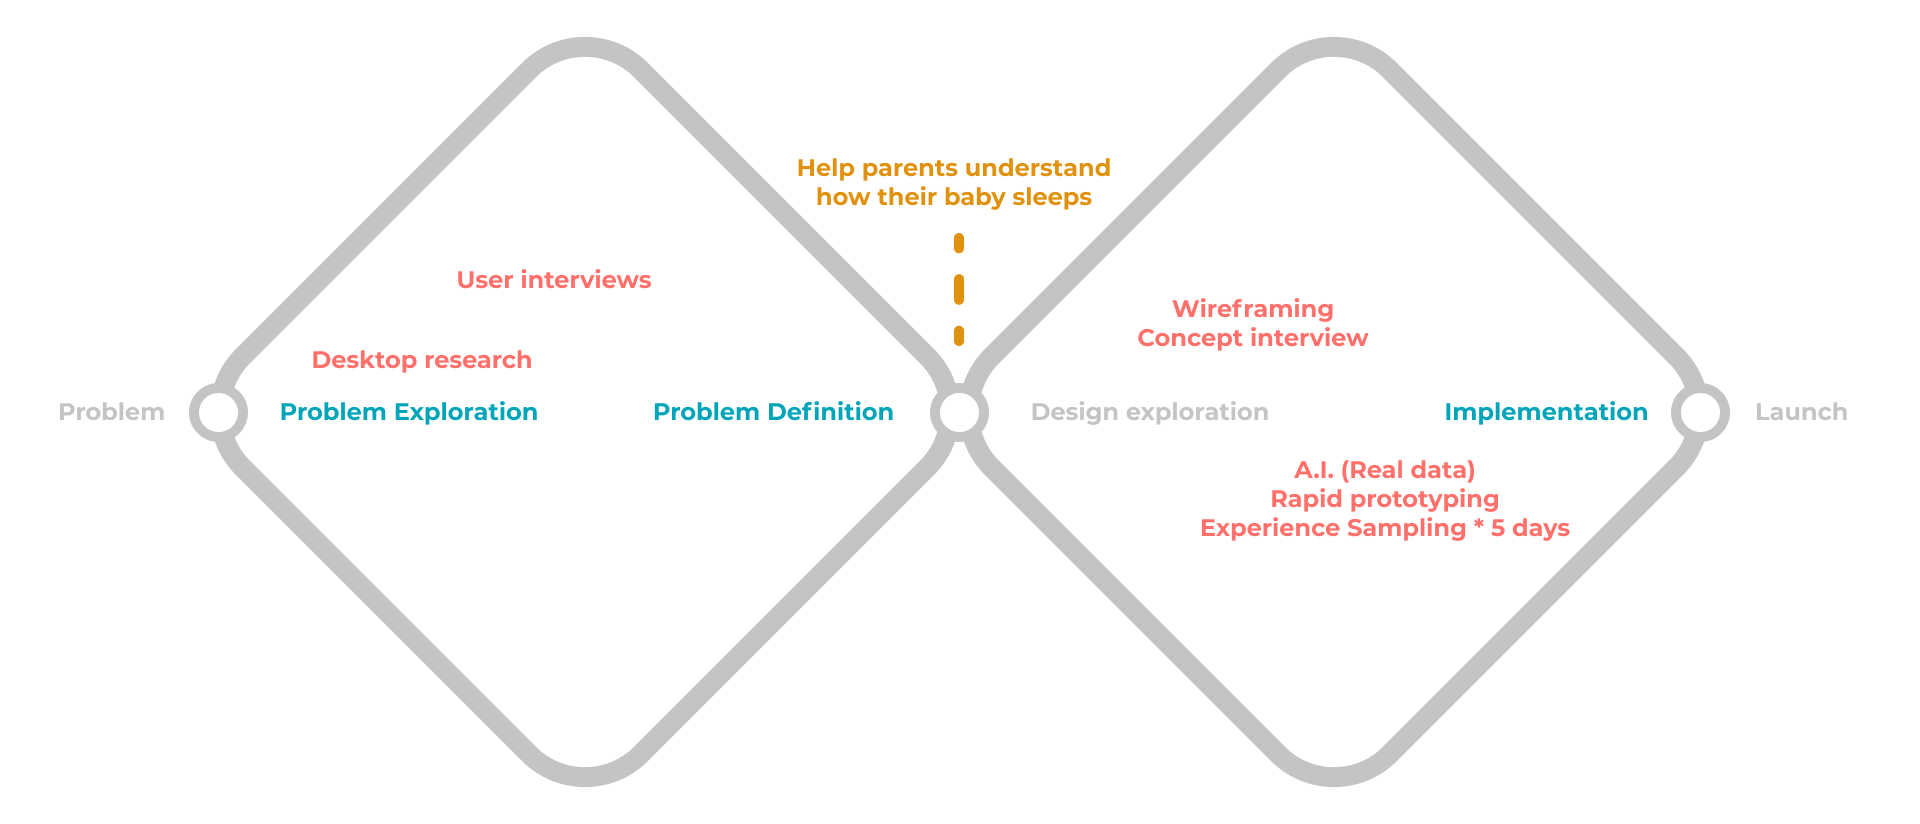 Help parents understand
how their baby sleeps
User interviews
Desktop research
Wireframing
Concept interview
Problem
Problem Exploration
Problem Definition
Design exploration
Implementation
Launch
A.I. (Real data)
Rapid prototyping
Experience Sampling * 5 days